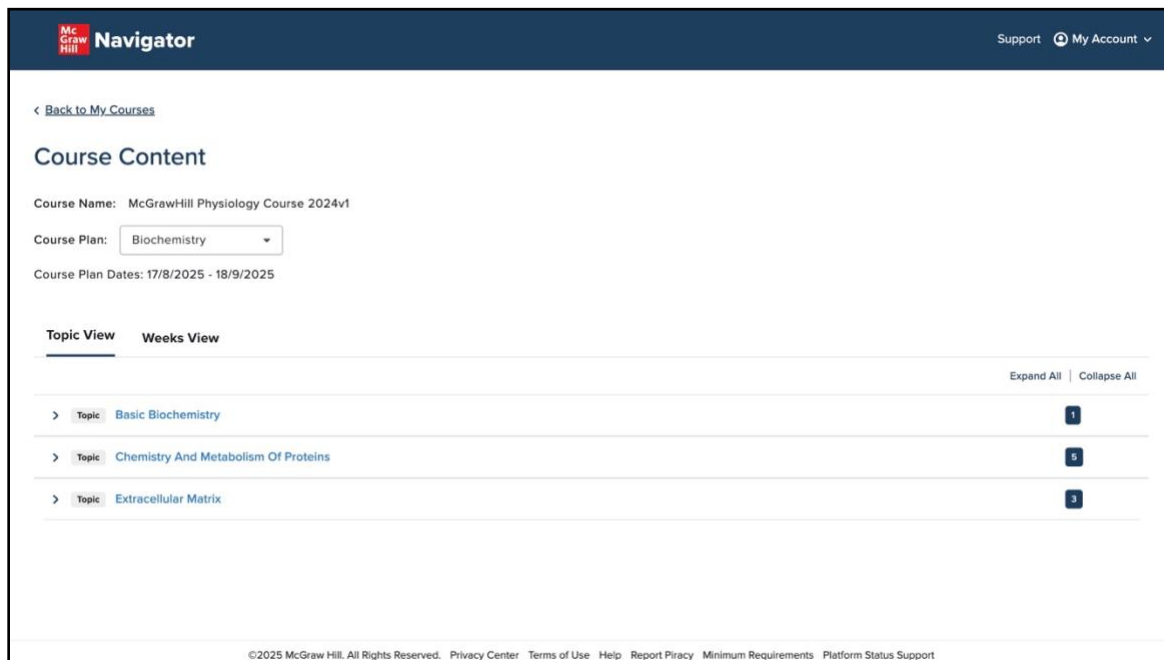 Mc
Graw
Hill
Navigator
Support My Account
Back to My Courses
Course Content
Course Name: McGrawHill Physiology Course 2024v1
Course Plan: Biochemistry
Course Plan Dates: 17/8/2025 - 18/9/2025
Topic View Weeks View
Expand All | Collapse All
Topic Basic Biochemistry 1
Topic Chemistry And Metabolism Of Proteins 5
Topic Extracellular Matrix 3
©2025 McGraw Hill. All Rights Reserved. Privacy Center Terms of Use Help Report Piracy Minimum Requirements Platform Status Support